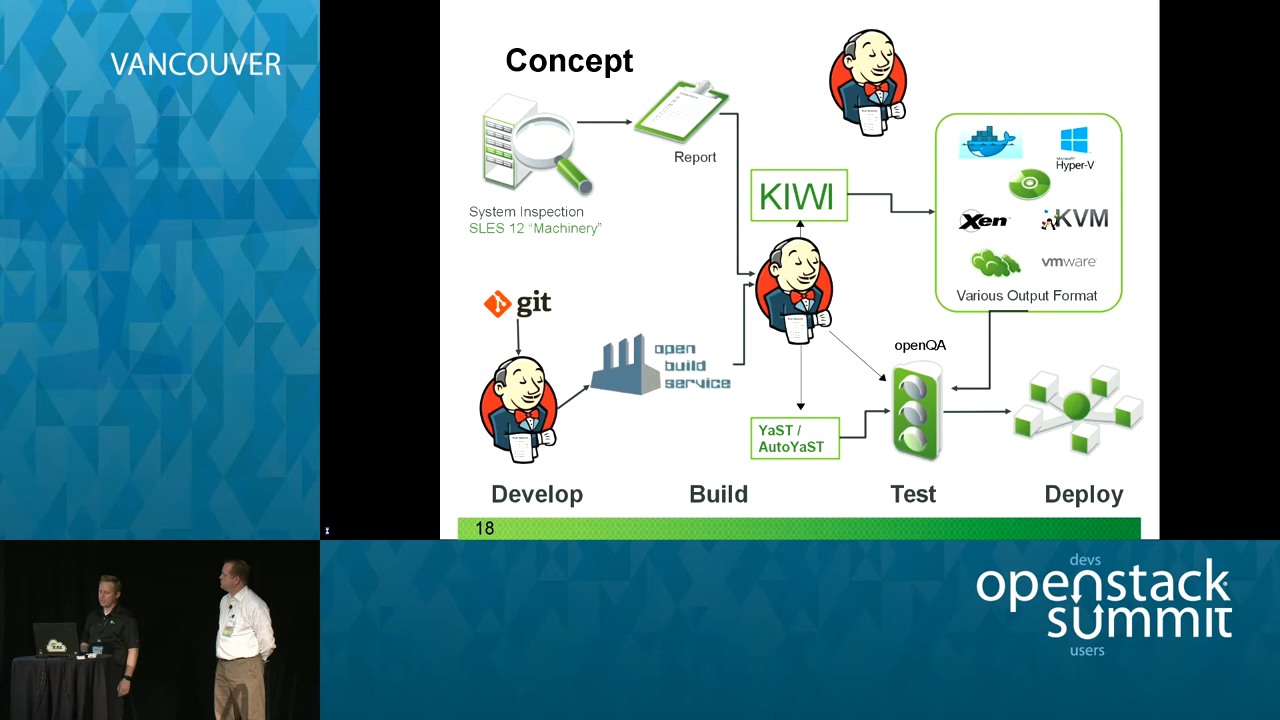 VANCOUVER
Concept
Report
System Inspection
SLES 12 “Machinery”
KIWI
Microsoft
Hyper-V
Xen
KVM
vmware
Various Output Format
git
open
build
service
openQA
YaST /
AutoYaST
Develop
Build
Test
Deploy
18
devs
openstack
summit
users